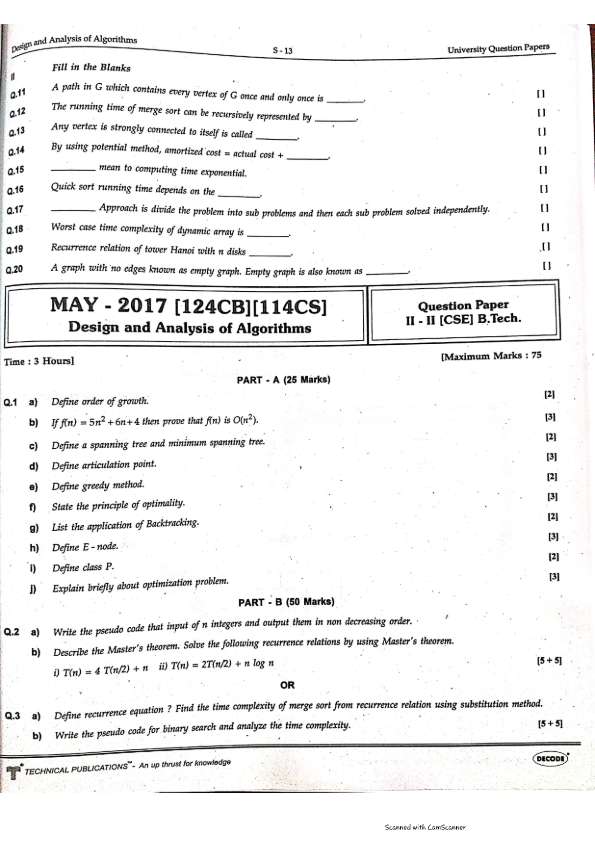 Design and Analysis of Algorithms S - 13 University Question Papers
II Fill in the Blanks
Q.11 A path in G which contains every vertex of G once and only once is ________. [ ]
Q.12 The running time of merge sort can be recursively represented by ________. [ ]
Q.13 Any vertex is strongly connected to itself is called ________. [ ]
Q.14 By using potential method, amortized cost = actual cost + ________. [ ]
Q.15 ________ mean to computing time exponential. [ ]
Q.16 Quick sort running time depends on the ________. [ ]
Q.17 ________ Approach is divide the problem into sub problems and then each sub problem solved independently. [ ]
Q.18 Worst case time complexity of dynamic array is ________. [ ]
Q.19 Recurrence relation of tower Hanoi with n disks ________. [ ]
Q.20 A graph with no edges known as empty graph. Empty graph is also known as ________. [ ]
MAY - 2017 [124CB][114CS]
Design and Analysis of Algorithms
Question Paper
II - II [CSE] B.Tech.
Time : 3 Hours] [Maximum Marks : 75
PART - A (25 Marks)
Q.1 a) Define order of growth. [2]
b) If f(n) = 5n² + 6n + 4 then prove that f(n) is O(n²). [3]
c) Define a spanning tree and minimum spanning tree. [2]
d) Define articulation point. [3]
e) Define greedy method. [2]
f) State the principle of optimality. [3]
g) List the application of Backtracking. [2]
h) Define E - node. [3]
i) Define class P. [2]
j) Explain briefly about optimization problem. [3]
PART - B (50 Marks)
Q.2 a) Write the pseudo code that input of n integers and output them in non decreasing order.
b) Describe the Master's theorem. Solve the following recurrence relations by using Master's theorem.
i) T(n) = 4 T(n/2) + n ii) T(n) = 2T(n/2) + n log n [5 + 5]
OR
Q.3 a) Define recurrence equation ? Find the time complexity of merge sort from recurrence relation using substitution method.
b) Write the pseudo code for binary search and analyze the time complexity. [5 + 5]
TECHNICAL PUBLICATIONS™ - An up thrust for knowledge DECODE
Scanned with CamScanner